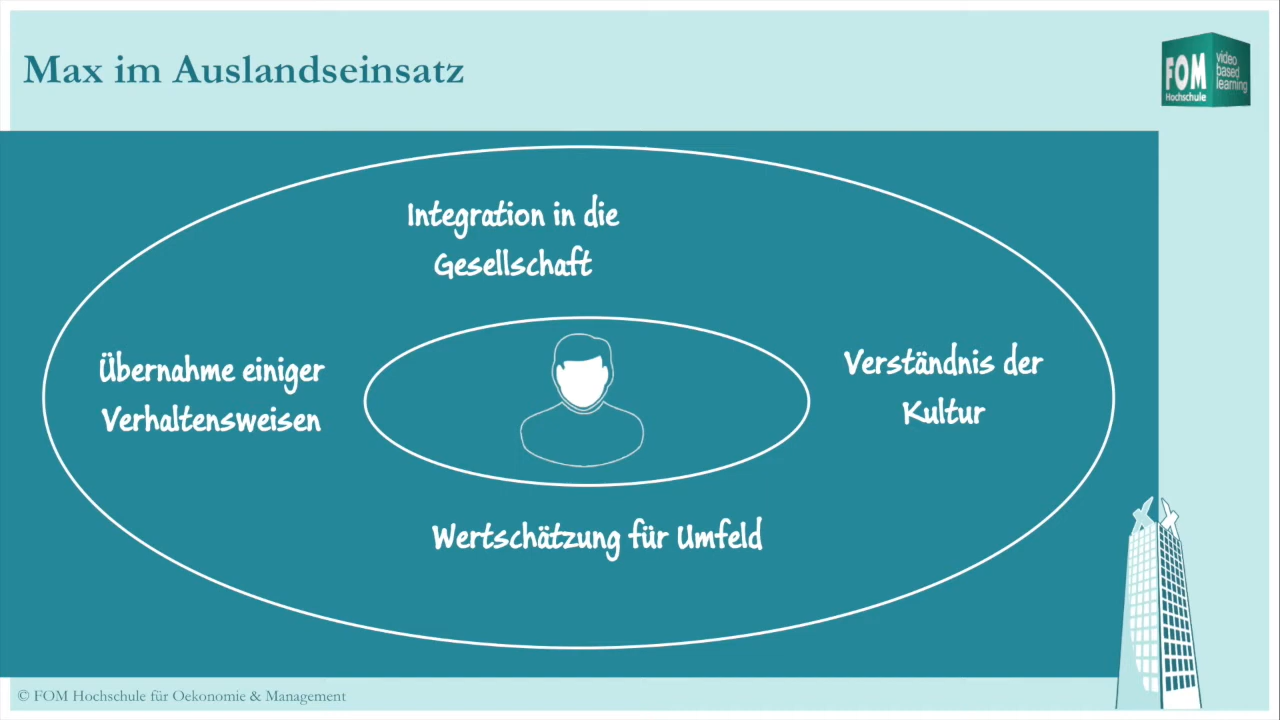 Max im Auslandseinsatz
FOM
Hochschule
video
based
learning
Integration in die
Gesellschaft
Übernahme einiger
Verhaltensweisen
Verständnis der
Kultur
Wertschätzung für Umfeld
© FOM Hochschule für Oekonomie & Management